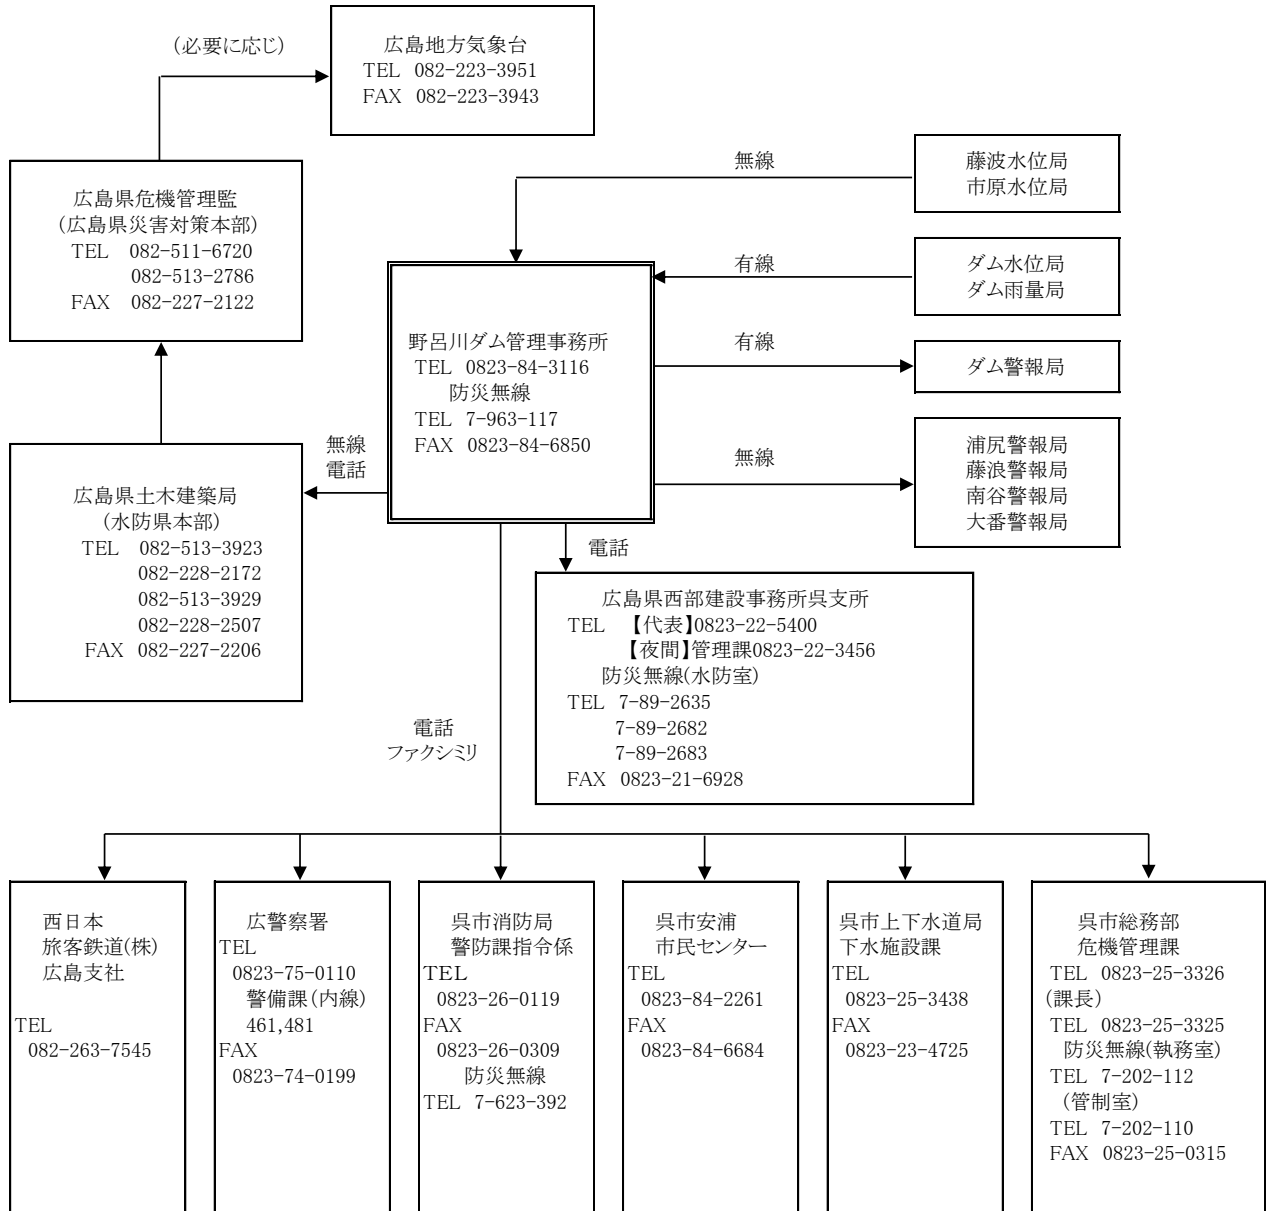 (必要に応じ)
広島地方気象台
TEL 082-223-3951
FAX 082-223-3943
広島県危機管理監
(広島県災害対策本部)
TEL 082-511-6720
082-513-2786
FAX 082-227-2122
無線
藤波水位局
市原水位局
有線
ダム水位局
ダム雨量局
野呂川ダム管理事務所
TEL 0823-84-3116
防災無線
TEL 7-963-117
FAX 0823-84-6850
有線
ダム警報局
無線
浦尻警報局
藤浪警報局
南谷警報局
大番警報局
無線
電話
広島県土木建築局
(水防県本部)
TEL 082-513-3923
082-228-2172
082-513-3929
082-228-2507
FAX 082-227-2206
電話
広島県西部建設事務所呉支所
TEL 【代表】0823-22-5400
【夜間】管理課0823-22-3456
防災無線(水防室)
TEL 7-89-2635
7-89-2682
7-89-2683
FAX 0823-21-6928
電話
ファクシミリ
西日本
旅客鉄道(株)
広島支社
TEL
082-263-7545
広警察署
TEL
0823-75-0110
警備課(内線)
461,481
FAX
0823-74-0199
呉市消防局
警防課指令係
TEL
0823-26-0119
FAX
0823-26-0309
防災無線
TEL 7-623-392
呉市安浦
市民センター
TEL
0823-84-2261
FAX
0823-84-6684
呉市上下水道局
下水施設課
TEL
0823-25-3438
FAX
0823-23-4725
呉市総務部
危機管理課
TEL 0823-25-3326
(課長)
TEL 0823-25-3325
防災無線(執務室)
TEL 7-202-112
(管制室)
TEL 7-202-110
FAX 0823-25-0315